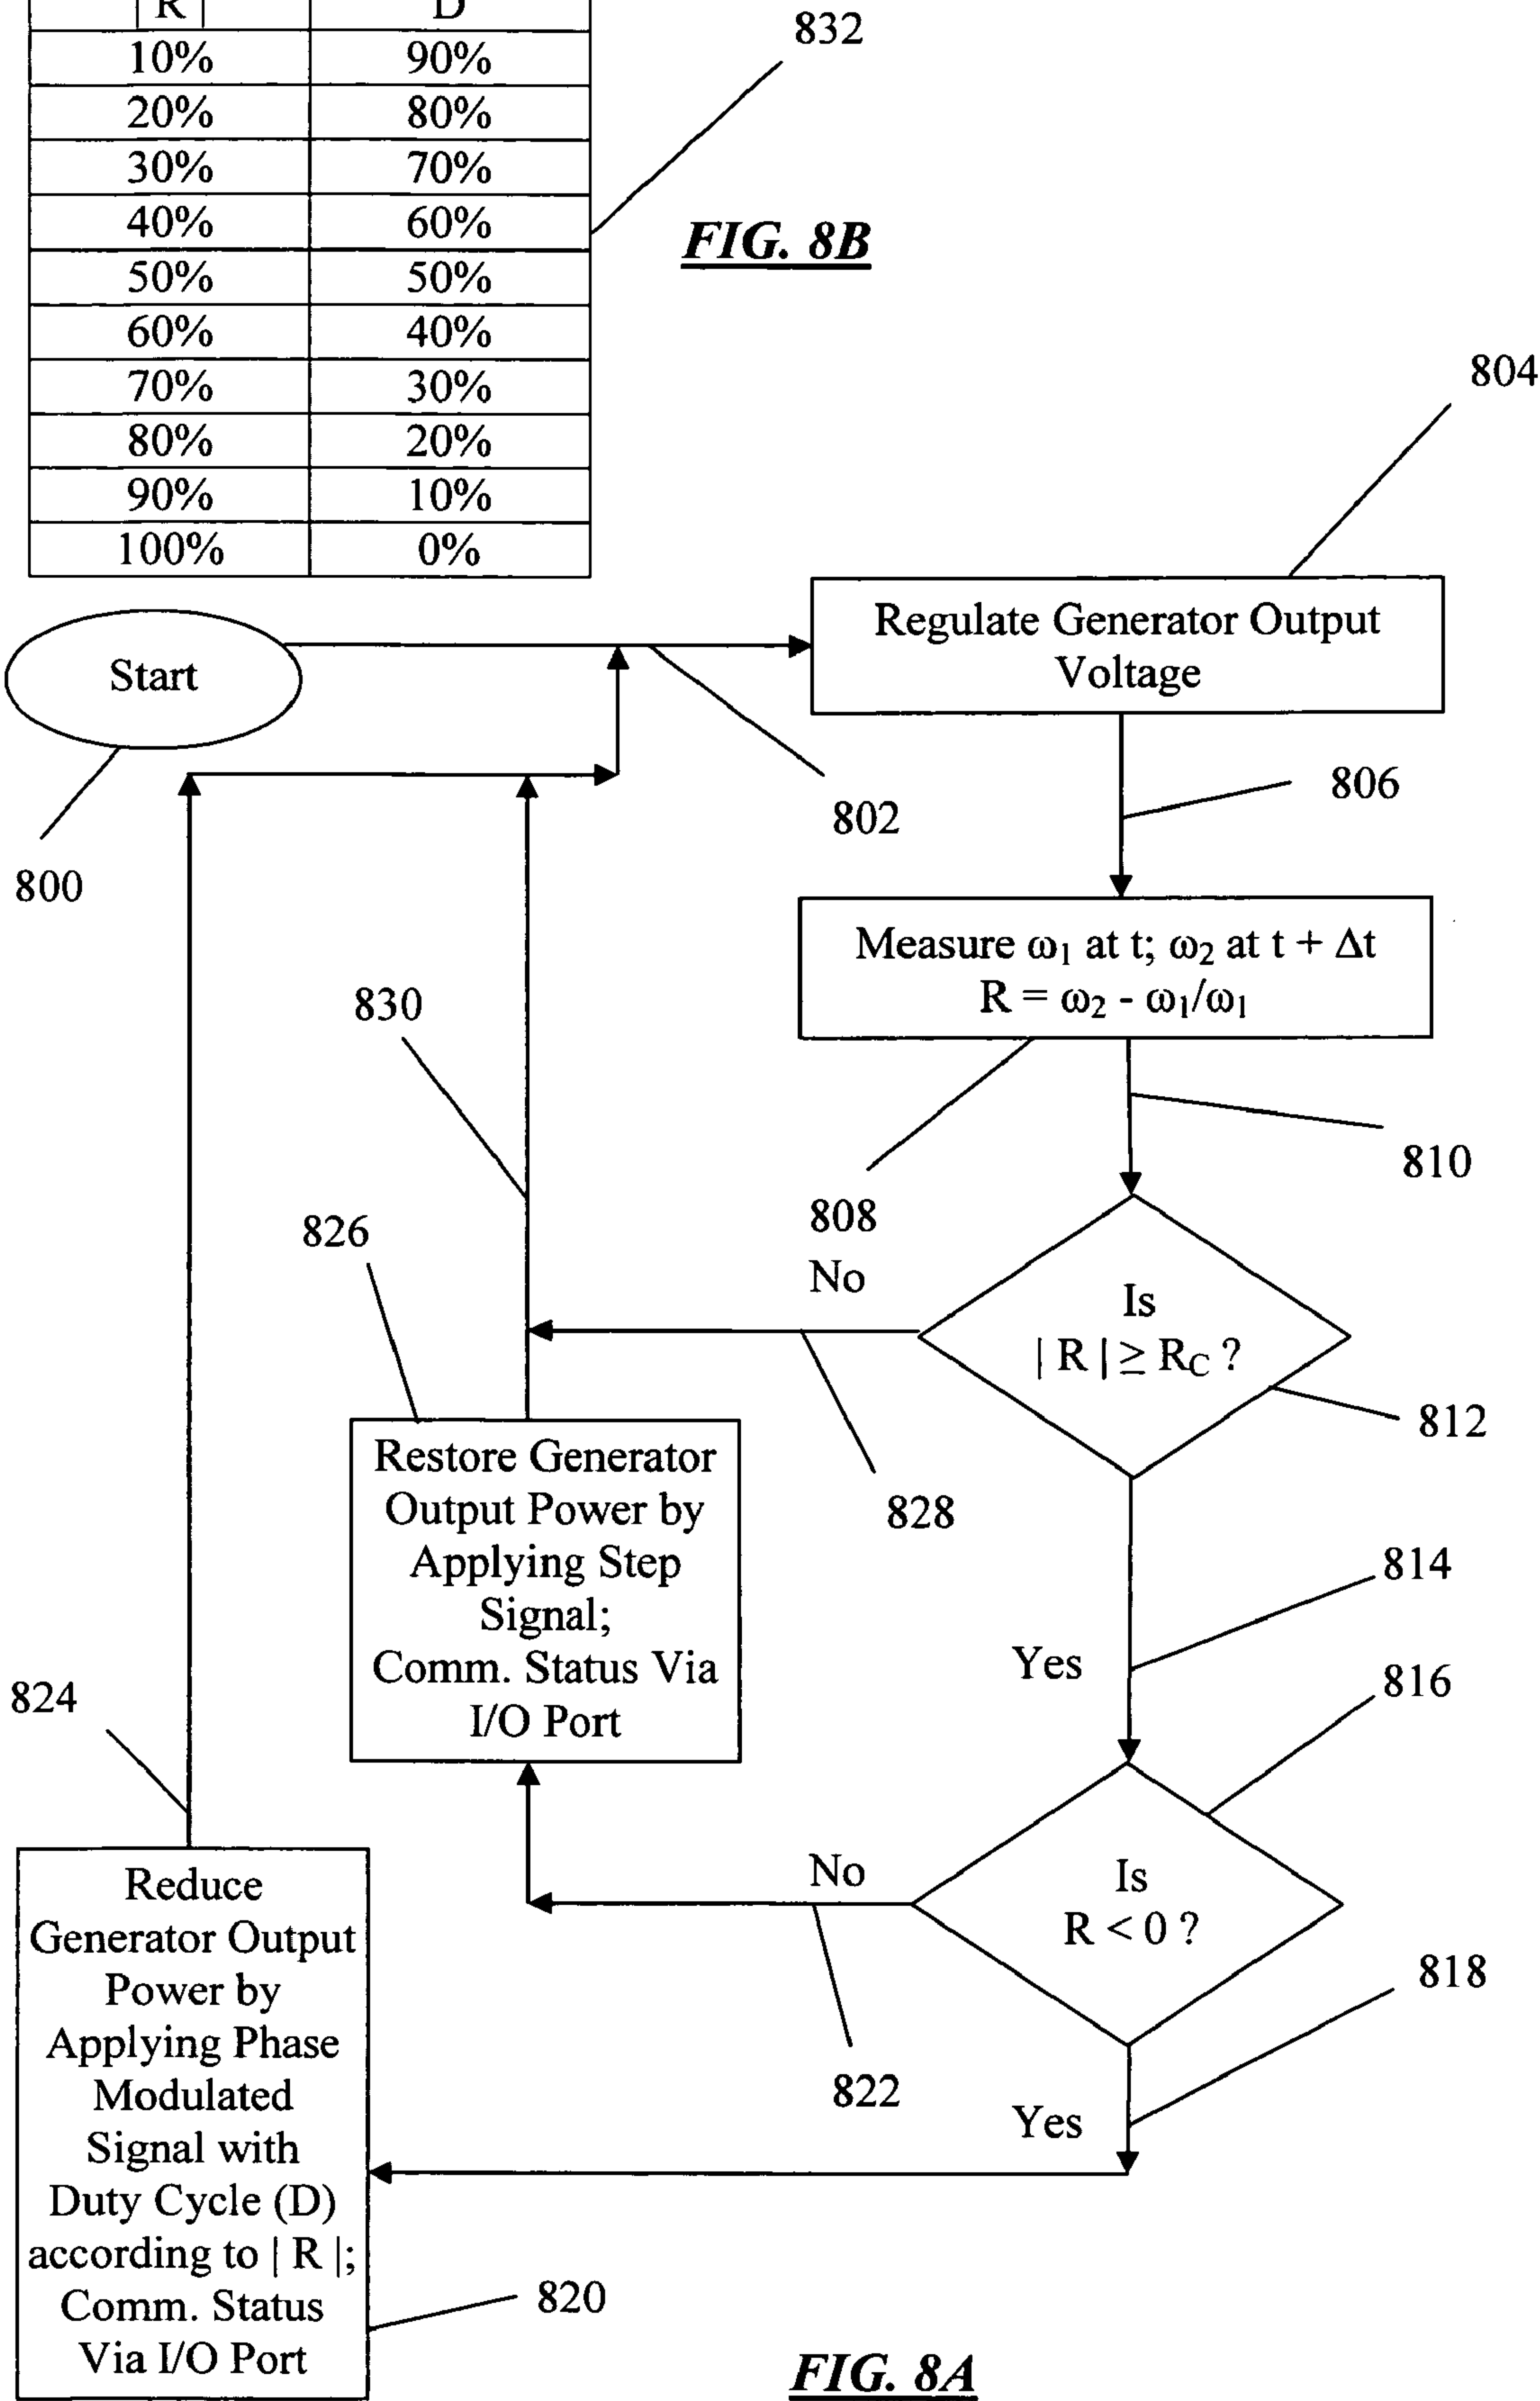 | R | D
10% 90%
20% 80%
30% 70%
40% 60%
50% 50%
60% 40%
70% 30%
80% 20%
90% 10%
100% 0%
832
FIG. 8B
804
Regulate Generator Output
Voltage
Start
802
806
800
Measure ω1 at t; ω2 at t + Δt
R = ω2 - ω1/ω1
830
810
808
826
No
Is
| R | ≥ RC ?
812
Restore Generator
Output Power by
Applying Step
Signal;
Comm. Status Via
I/O Port
828
814
Yes
816
824
No
Is
R < 0 ?
818
822
Yes
Reduce
Generator Output
Power by
Applying Phase
Modulated
Signal with
Duty Cycle (D)
according to | R |;
Comm. Status
Via I/O Port
820
FIG. 8A